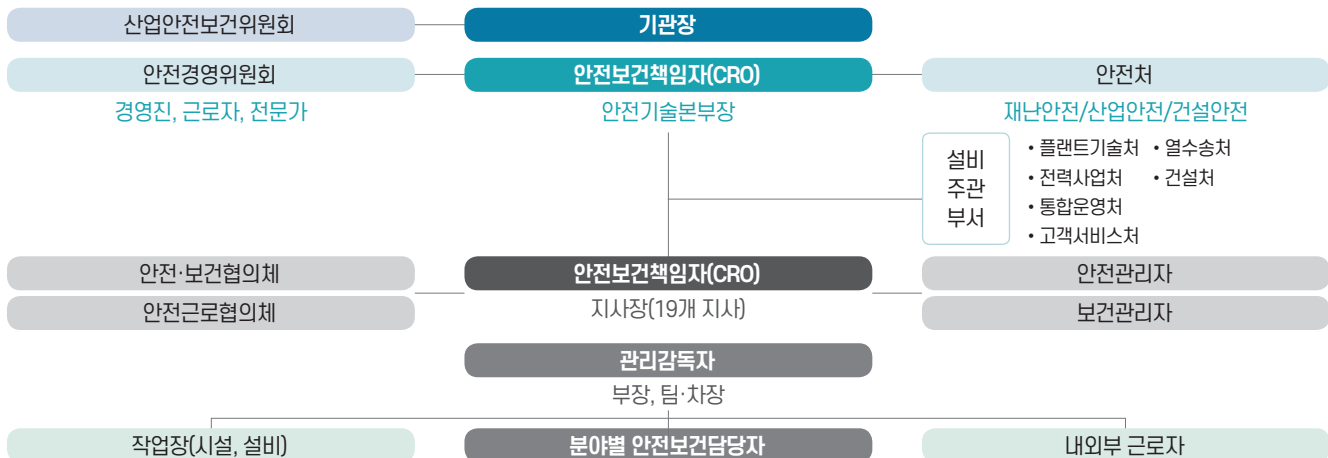 산업안전보건위원회
기관장
안전경영위원회
안전보건책임자(CRO)
안전처
경영진, 근로자, 전문가
안전기술본부장
재난안전/산업안전/건설안전
설비
주관
부서
• 플랜트기술처 • 열수송처
• 전력사업처 • 건설처
• 통합운영처
• 고객서비스처
안전·보건협의체
안전보건책임자(CRO)
안전관리자
안전근로협의체
지사장(19개 지사)
보건관리자
관리감독자
부장, 팀·차장
작업장(시설, 설비)
분야별 안전보건담당자
내외부 근로자